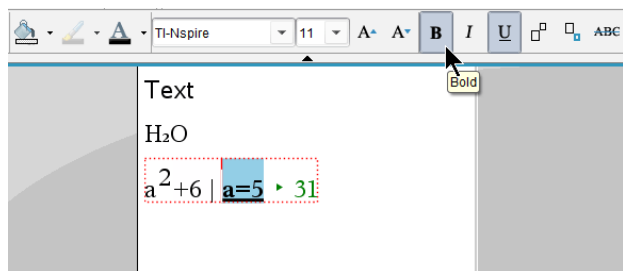 A TI-Nspire 11 A A B I U ABC
Bold
Text
H₂O
a²+6 | a=5 ▸ 31